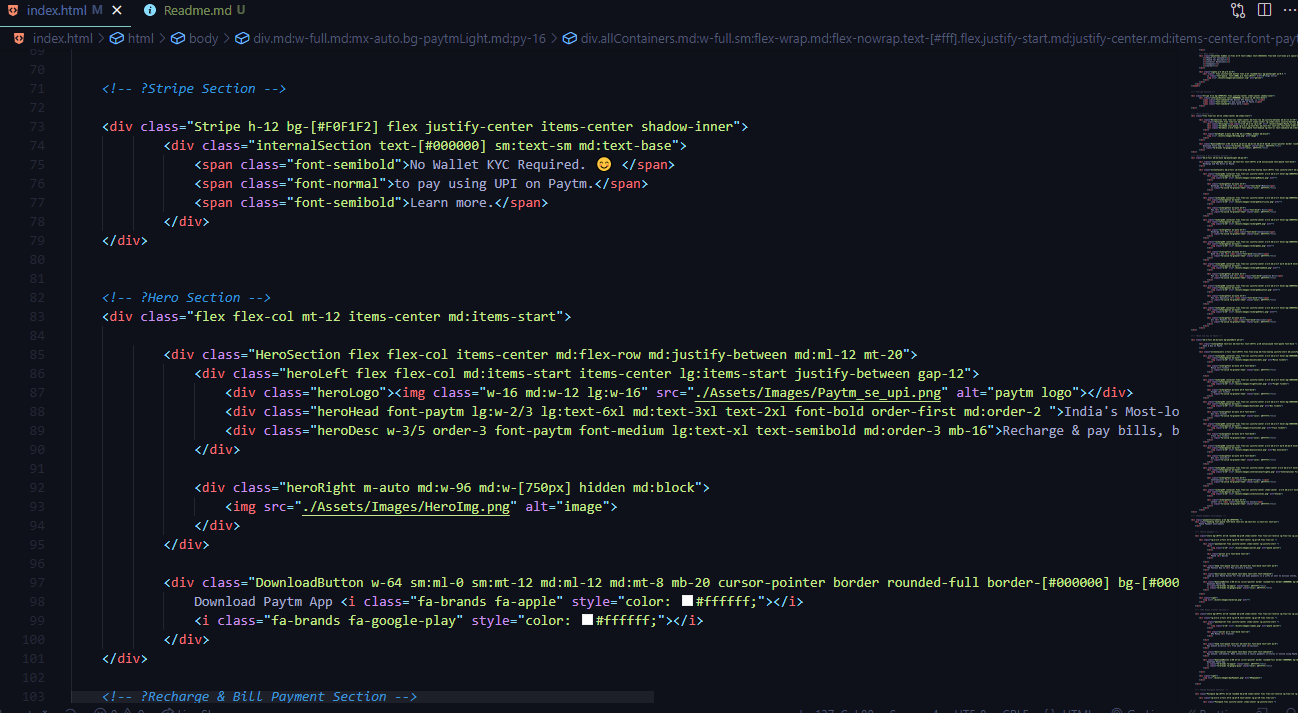 index.html M Readme.md U
index.html > html > body > div.md:w-full.md:mx-auto.bg-paytmLight.md:py-16 > div.allContainers.md:w-full.sm:flex-wrap.md:flex-nowrap.text-[#fff].flex.justify-start.md:justify-center.md:items-center.font-payt
69
70
71 <!-- ?Stripe Section -->
72
73 <div class="Stripe h-12 bg-[#F0F1F2] flex justify-center items-center shadow-inner">
74 <div class="internalSection text-[#000000] sm:text-sm md:text-base">
75 <span class="font-semibold">No Wallet KYC Required. 😊 </span>
76 <span class="font-normal">to pay using UPI on Paytm.</span>
77 <span class="font-semibold">Learn more.</span>
78 </div>
79 </div>
80
81
82 <!-- ?Hero Section -->
83 <div class="flex flex-col mt-12 items-center md:items-start">
84
85 <div class="HeroSection flex flex-col items-center md:flex-row md:justify-between md:ml-12 mt-20">
86 <div class="heroLeft flex flex-col md:items-start items-center lg:items-start justify-between gap-12">
87 <div class="heroLogo"><img class="w-16 md:w-12 lg:w-16" src="./Assets/Images/Paytm_se_upi.png" alt="paytm logo"></div>
88 <div class="heroHead font-paytm lg:w-2/3 lg:text-6xl md:text-3xl text-2xl font-bold order-first md:order-2 ">India's Most-lo
89 <div class="heroDesc w-3/5 order-3 font-paytm font-medium lg:text-xl text-semibold md:order-3 mb-16">Recharge & pay bills, b
90 </div>
91
92 <div class="heroRight m-auto md:w-96 md:w-[750px] hidden md:block">
93 <img src="./Assets/Images/HeroImg.png" alt="image">
94 </div>
95 </div>
96
97 <div class="DownloadButton w-64 sm:ml-0 sm:mt-12 md:ml-12 md:mt-8 mb-20 cursor-pointer border rounded-full border-[#000000] bg-[#000
98 Download Paytm App <i class="fa-brands fa-apple" style="color: #ffffff;"></i>
99 <i class="fa-brands fa-google-play" style="color: #ffffff;"></i>
100 </div>
101 </div>
102
103 <!-- ?Recharge & Bill Payment Section -->